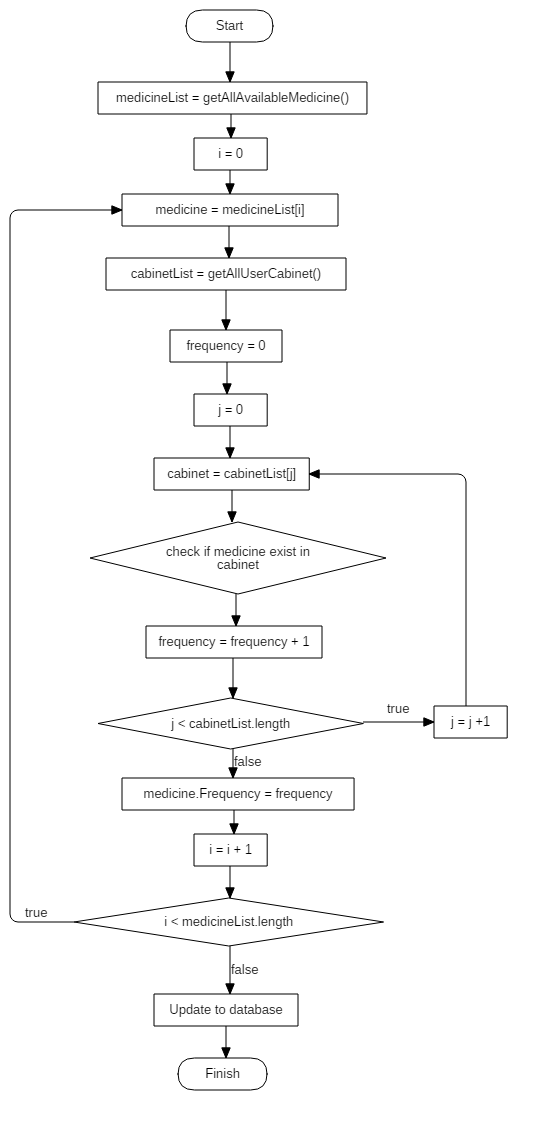 Start
medicineList = getAllAvailableMedicine()
i = 0
medicine = medicineList[i]
cabinetList = getAllUserCabinet()
frequency = 0
j = 0
cabinet = cabinetList[j]
check if medicine exist in
cabinet
frequency = frequency + 1
j < cabinetList.length
true
j = j +1
false
medicine.Frequency = frequency
i = i + 1
i < medicineList.length
true
false
Update to database
Finish